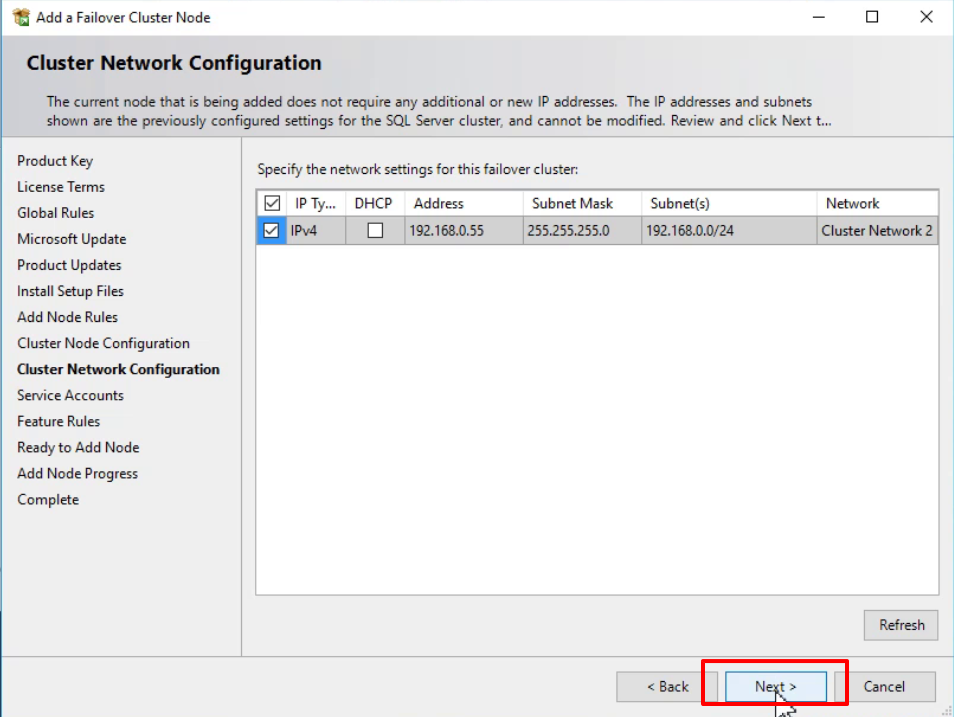 Add a Failover Cluster Node
Cluster Network Configuration
The current node that is being added does not require any additional or new IP addresses.  The IP addresses and subnets
shown are the previously configured settings for the SQL Server cluster, and cannot be modified. Review and click Next t...
Product Key
License Terms
Global Rules
Microsoft Update
Product Updates
Install Setup Files
Add Node Rules
Cluster Node Configuration
Cluster Network Configuration
Service Accounts
Feature Rules
Ready to Add Node
Add Node Progress
Complete
Specify the network settings for this failover cluster:
IP Ty... DHCP Address Subnet Mask Subnet(s) Network
IPv4 192.168.0.55 255.255.255.0 192.168.0.0/24 Cluster Network 2
Refresh
< Back Next > Cancel